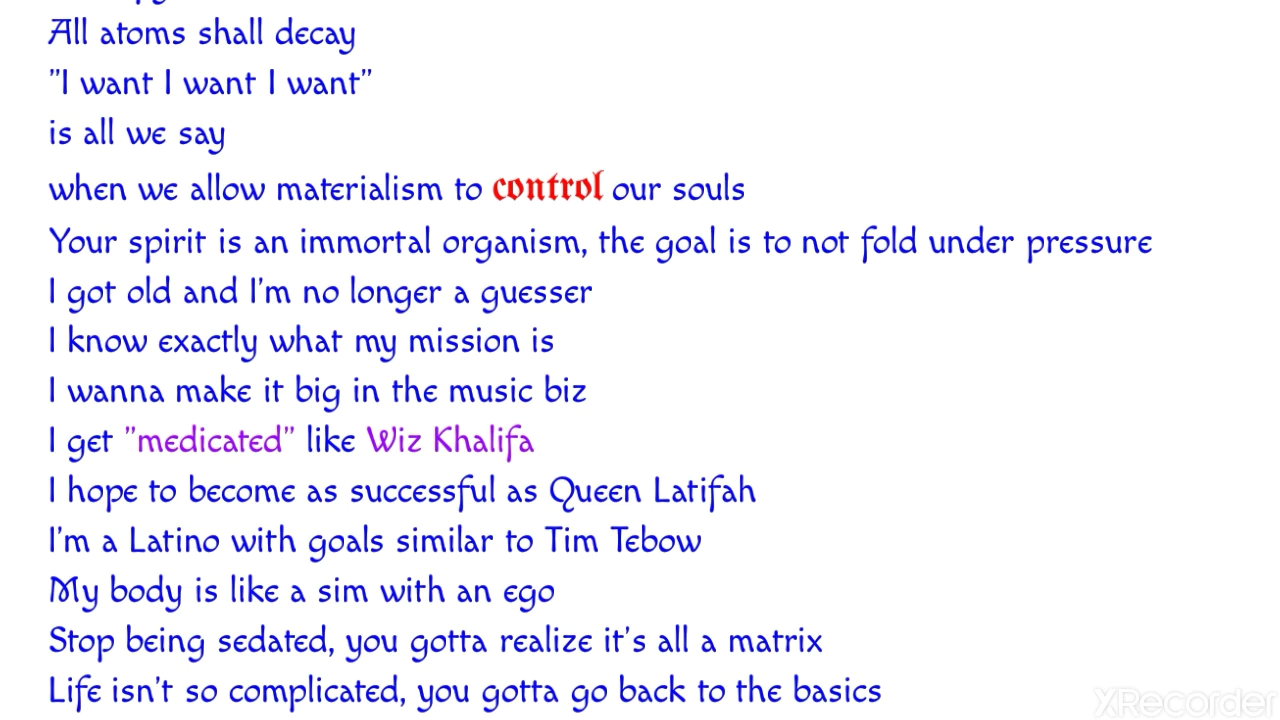 All atoms shall decay
"I want I want I want"
is all we say
when we allow materialism to control our souls
Your spirit is an immortal organism, the goal is to not fold under pressure
I got old and I'm no longer a guesser
I know exactly what my mission is
I wanna make it big in the music biz
I get "medicated" like Wiz Khalifa
I hope to become as successful as Queen Latifah
I'm a Latino with goals similar to Tim Tebow
My body is like a sim with an ego
Stop being sedated, you gotta realize it's all a matrix
Life isn't so complicated, you gotta go back to the basics
XRecorder